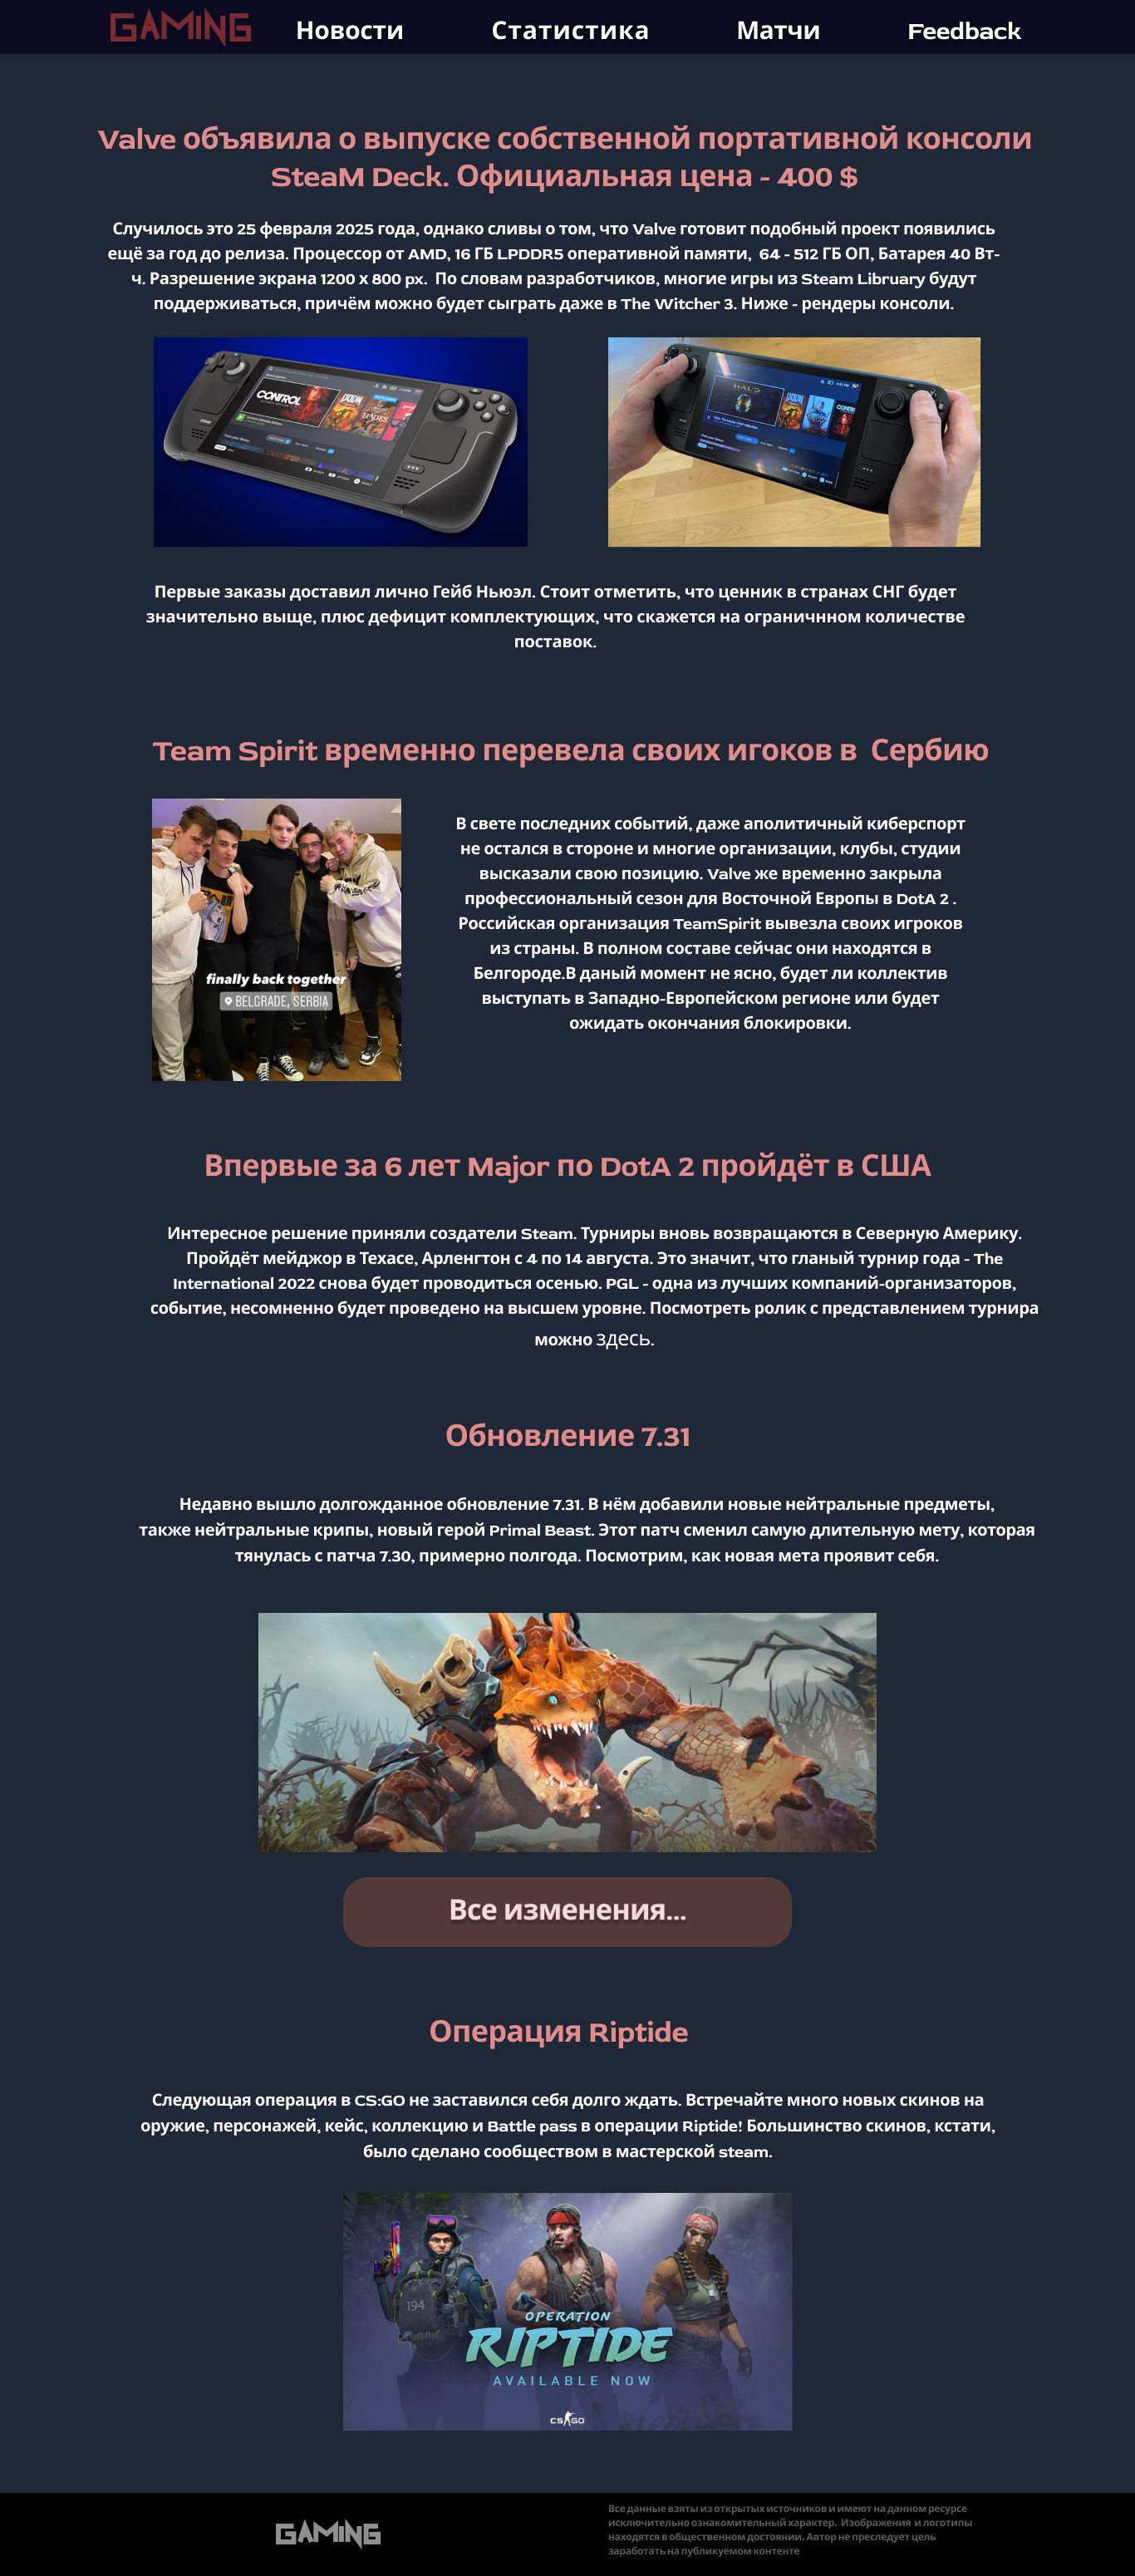 GAMING
Новости Статистика Матчи Feedback
Valve объявила о выпуске собственной портативной консоли
SteaM Deck. Официальная цена - 400 $
Случилось это 25 февраля 2025 года, однако сливы о том, что Valve готовит подобный проект появились
ещё за год до релиза. Процессор от AMD, 16 ГБ LPDDR5 оперативной памяти,  64 - 512 ГБ ОП, Батарея 40 Вт-
ч. Разрешение экрана 1200 x 800 px.  По словам разработчиков, многие игры из Steam Libruary будут
поддерживаться, причём можно будет сыграть даже в The Witcher 3. Ниже - рендеры консоли.
CONTROL
DOOM
HALO
Первые заказы доставил лично Гейб Ньюэл. Стоит отметить, что ценник в странах СНГ будет
значительно выще, плюс дефицит комплектующих, что скажется на ограничнном количестве
поставок.
Team Spirit временно перевела своих игоков в  Сербию
finally back together
BELGRADE, SERBIA
В свете последних событий, даже аполитичный киберспорт
не остался в стороне и многие организации, клубы, студии
высказали свою позицию. Valve же временно закрыла
профессиональный сезон для Восточной Европы в DotA 2 .
Российская организация TeamSpirit вывезла своих игроков
из страны. В полном составе сейчас они находятся в
Белгороде.В даный момент не ясно, будет ли коллектив
выступать в Западно-Европейском регионе или будет
ожидать окончания блокировки.
Впервые за 6 лет Major по DotA 2 пройдёт в США
Интересное решение приняли создатели Steam. Турниры вновь возвращаются в Северную Америку.
Пройдёт мейджор в Техасе, Арленгтон с 4 по 14 августа. Это значит, что гланый турнир года - The
International 2022 снова будет проводиться осенью. PGL - одна из лучших компаний-организаторов,
событие, несомненно будет проведено на высшем уровне. Посмотреть ролик с представлением турнира
можно здесь.
Обновление 7.31
Недавно вышло долгожданное обновление 7.31. В нём добавили новые нейтральные предметы,
также нейтральные крипы, новый герой Primal Beast. Этот патч сменил самую длительную мету, которая
тянулась с патча 7.30, примерно полгода. Посмотрим, как новая мета проявит себя.
Все изменения...
Операция Riptide
Следующая операция в CS:GO не заставился себя долго ждать. Встречайте много новых скинов на
оружие, персонажей, кейс, коллекцию и Battle pass в операции Riptide! Большинство скинов, кстати,
было сделано сообществом в мастерской steam.
194
OPERATION
RIPTIDE
AVAILABLE NOW
CS GO
GAMING
Все данные взяты из открытых источников и имеют на данном ресурсе
исключительно ознакомительный характер.  Изображения  и логотипы
находятся в общественном достоянии. Автор не преследует цель
заработать на публикуемом контенте